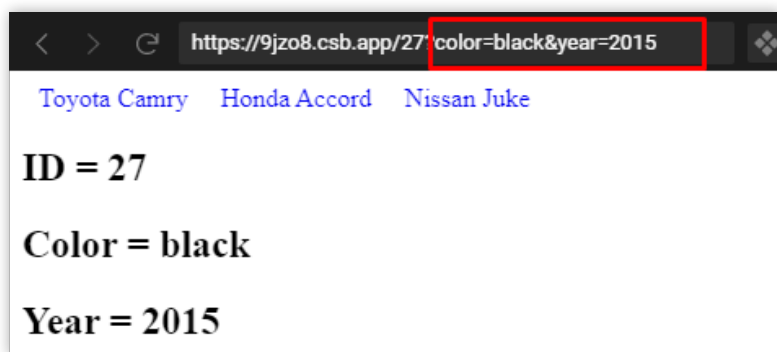 https://9jzo8.csb.app/27?color=black&year=2015
Toyota Camry Honda Accord Nissan Juke
ID = 27
Color = black
Year = 2015